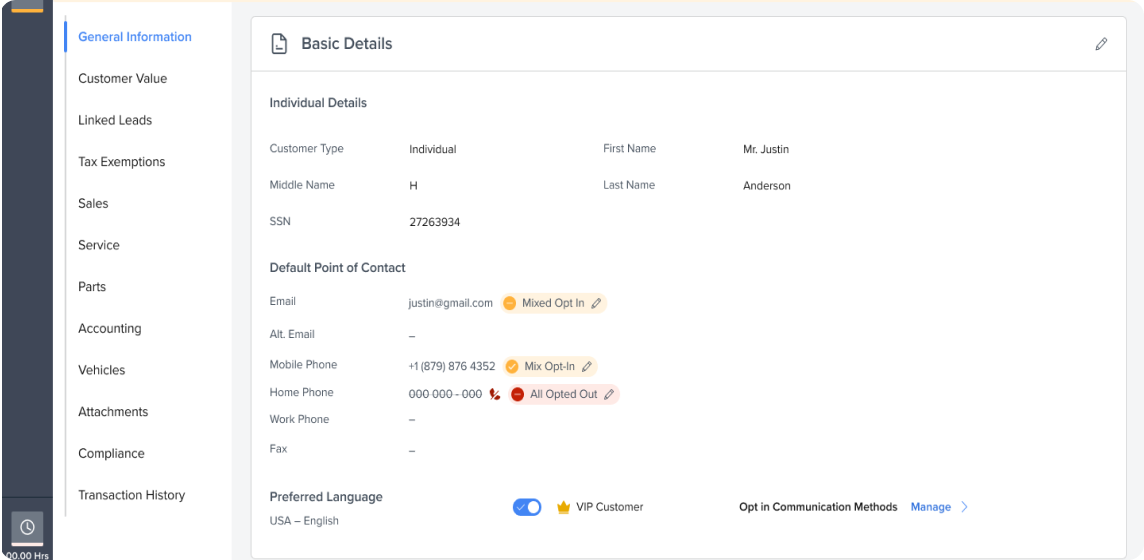 General Information
Customer Value
Linked Leads
Tax Exemptions
Sales
Service
Parts
Accounting
Vehicles
Attachments
Compliance
Transaction History
00.00 Hrs
Basic Details
Individual Details
Customer Type Individual First Name Mr. Justin
Middle Name H Last Name Anderson
SSN 27263934
Default Point of Contact
Email justin@gmail.com Mixed Opt In
Alt. Email –
Mobile Phone +1 (879) 876 4352 Mix Opt-In
Home Phone 000 000 - 000 All Opted Out
Work Phone –
Fax –
Preferred Language VIP Customer Opt in Communication Methods Manage
USA – English